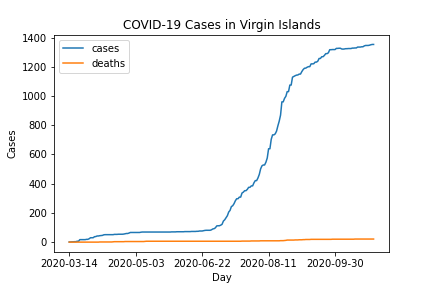 COVID-19 Cases in Virgin Islands
cases
deaths
1400
1200
1000
800
600
400
200
0
Cases
2020-03-14 2020-05-03 2020-06-22 2020-08-11 2020-09-30
Day